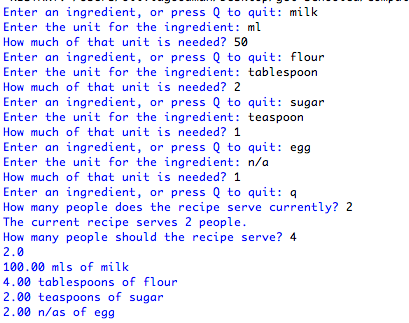 Enter an ingredient, or press Q to quit: milk
Enter the unit for the ingredient: ml
How much of that unit is needed? 50
Enter an ingredient, or press Q to quit: flour
Enter the unit for the ingredient: tablespoon
How much of that unit is needed? 2
Enter an ingredient, or press Q to quit: sugar
Enter the unit for the ingredient: teaspoon
How much of that unit is needed? 1
Enter an ingredient, or press Q to quit: egg
Enter the unit for the ingredient: n/a
How much of that unit is needed? 1
Enter an ingredient, or press Q to quit: q
How many people does the recipe serve currently? 2
The current recipe serves 2 people.
How many people should the recipe serve? 4
2.0
100.00 mls of milk
4.00 tablespoons of flour
2.00 teaspoons of sugar
2.00 n/as of egg